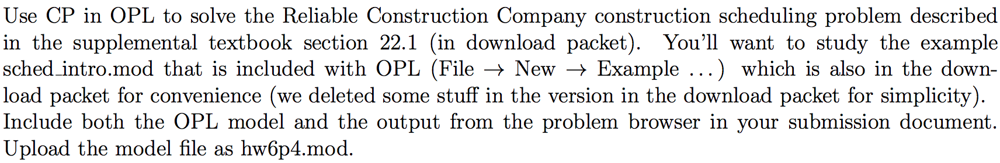 Use CP in OPL to solve the Reliable Construction Company construction scheduling problem described
in the supplemental textbook section 22.1 (in download packet). You'll want to study the example
sched_intro.mod that is included with OPL (File → New → Example ...) which is also in the down-
load packet for convenience (we deleted some stuff in the version in the download packet for simplicity).
Include both the OPL model and the output from the problem browser in your submission document.
Upload the model file as hw6p4.mod.